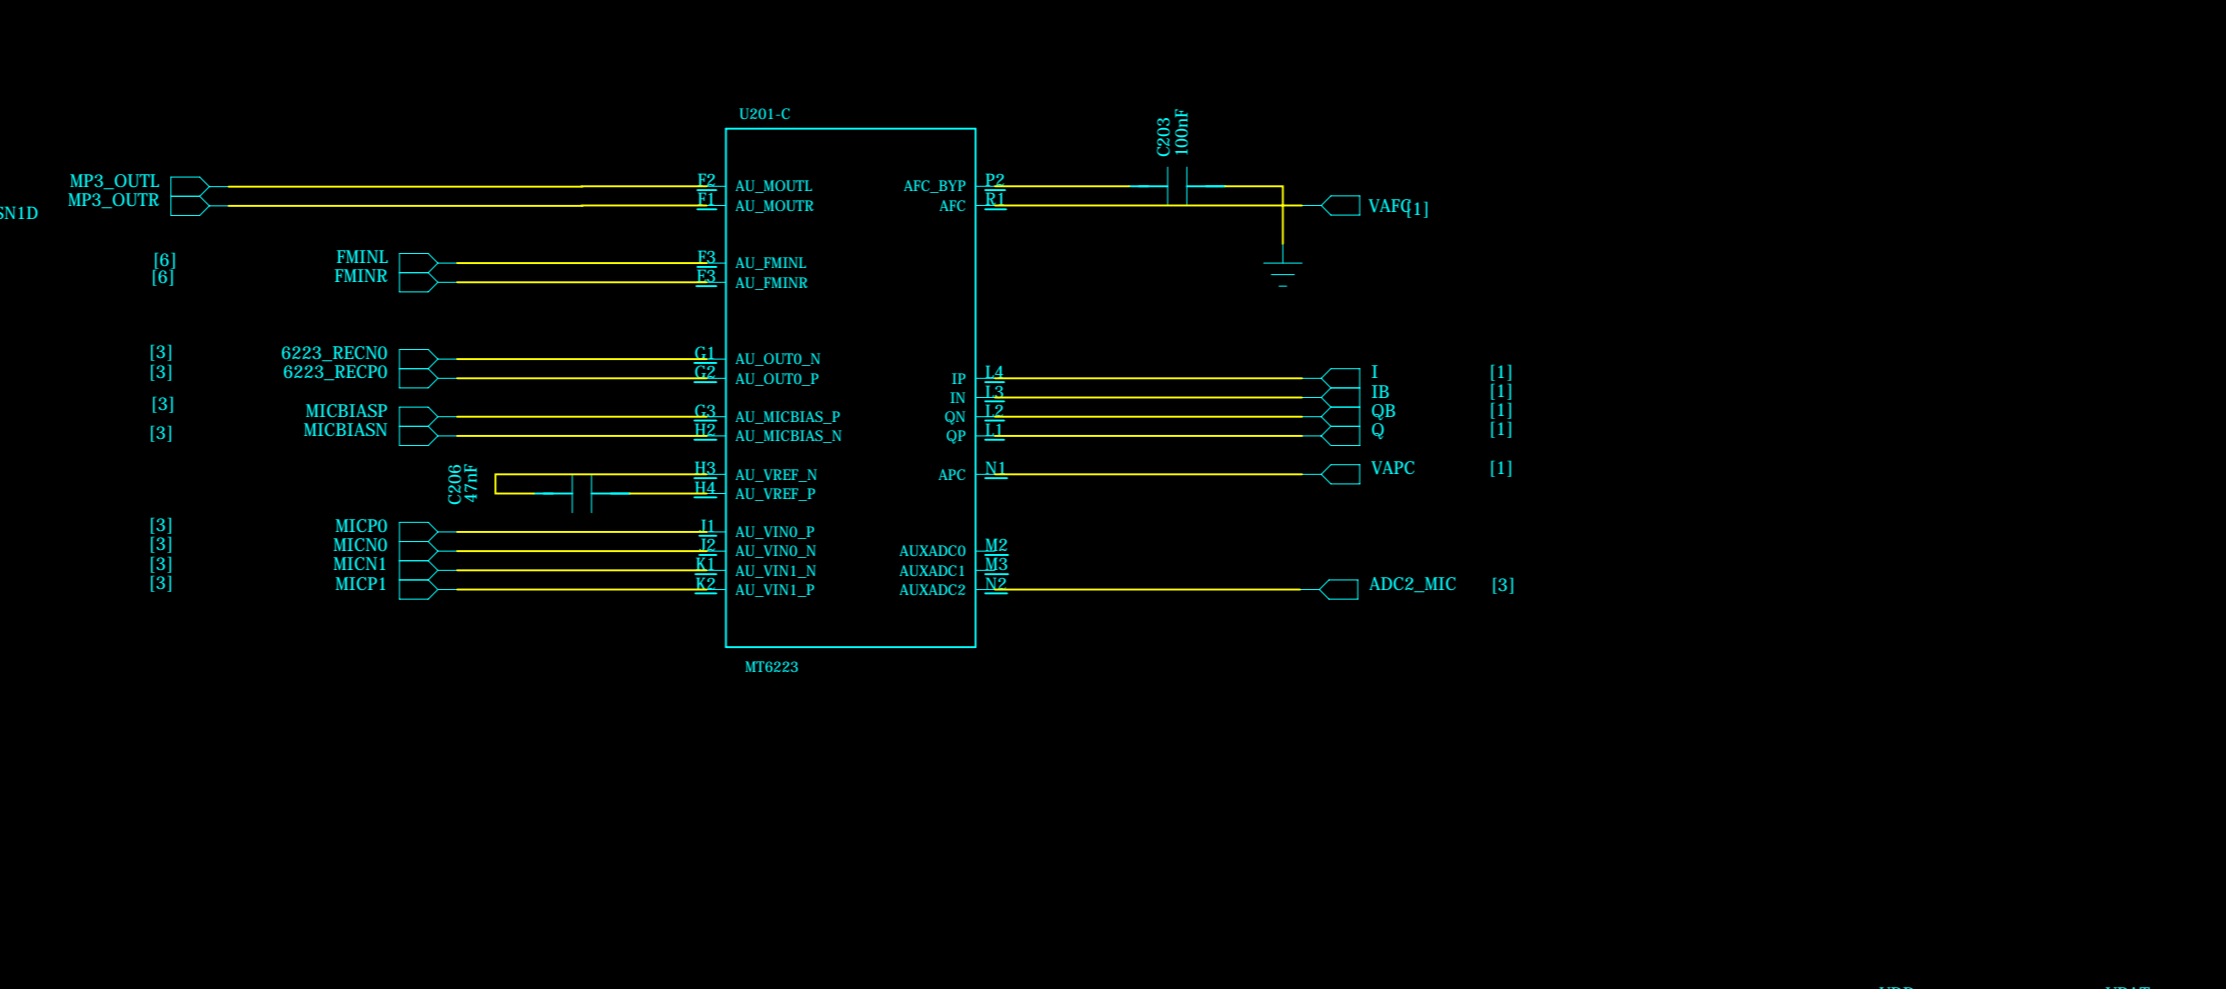 U201-C
C203
100nF
MP3_OUTL
MP3_OUTR
SN1D
F2
F1
AU_MOUTL
AU_MOUTR
AFC_BYP
AFC
P2
R1
VAFC
[1]
[6]
[6]
FMINL
FMINR
F3
E3
AU_FMINL
AU_FMINR
[3]
[3]
6223_RECN0
6223_RECP0
G1
G2
AU_OUT0_N
AU_OUT0_P
[3]
[3]
MICBIASP
MICBIASN
G3
H2
AU_MICBIAS_P
AU_MICBIAS_N
IP
IN
QN
QP
L4
L3
L2
L1
I
IB
QB
Q
[1]
[1]
[1]
[1]
C206
47nF
H3
H4
AU_VREF_N
AU_VREF_P
APC
N1
VAPC
[1]
[3]
[3]
[3]
[3]
MICP0
MICN0
MICN1
MICP1
J1
J2
K1
K2
AU_VIN0_P
AU_VIN0_N
AU_VIN1_N
AU_VIN1_P
AUXADC0
AUXADC1
AUXADC2
M2
M3
N2
ADC2_MIC
[3]
MT6223